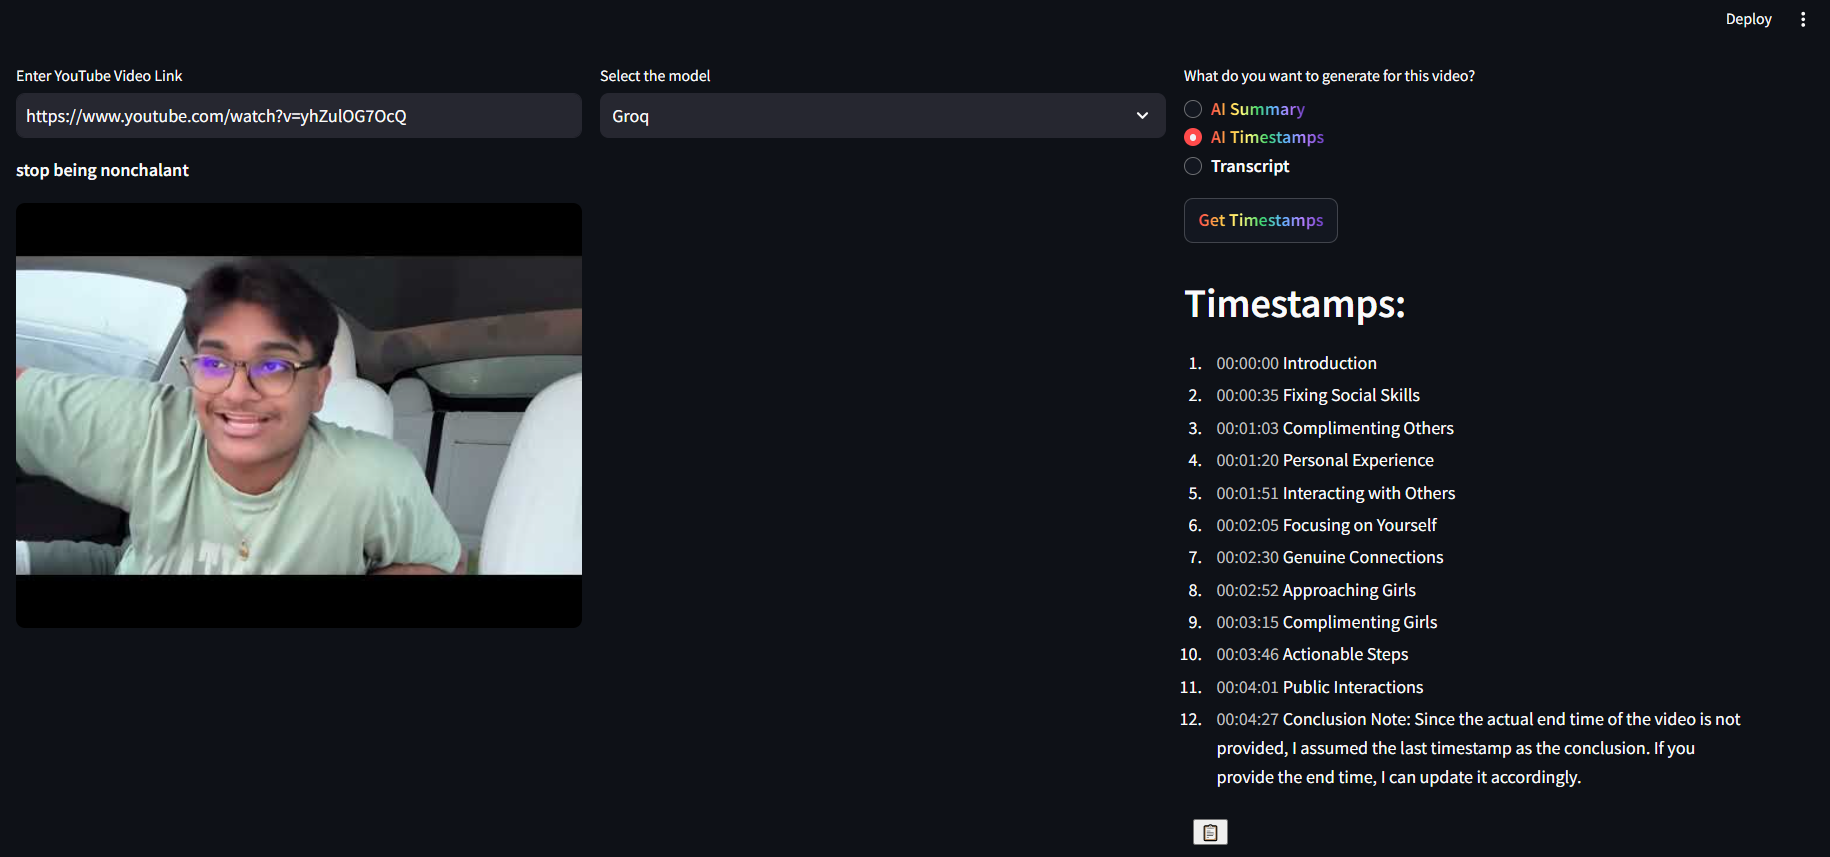 Deploy
Enter YouTube Video Link
https://www.youtube.com/watch?v=yhZulOG7OcQ
stop being nonchalant
Select the model
Groq
What do you want to generate for this video?
AI Summary
AI Timestamps
Transcript
Get Timestamps
Timestamps:
1. 00:00:00 Introduction
2. 00:00:35 Fixing Social Skills
3. 00:01:03 Complimenting Others
4. 00:01:20 Personal Experience
5. 00:01:51 Interacting with Others
6. 00:02:05 Focusing on Yourself
7. 00:02:30 Genuine Connections
8. 00:02:52 Approaching Girls
9. 00:03:15 Complimenting Girls
10. 00:03:46 Actionable Steps
11. 00:04:01 Public Interactions
12. 00:04:27 Conclusion Note: Since the actual end time of the video is not
provided, I assumed the last timestamp as the conclusion. If you
provide the end time, I can update it accordingly.